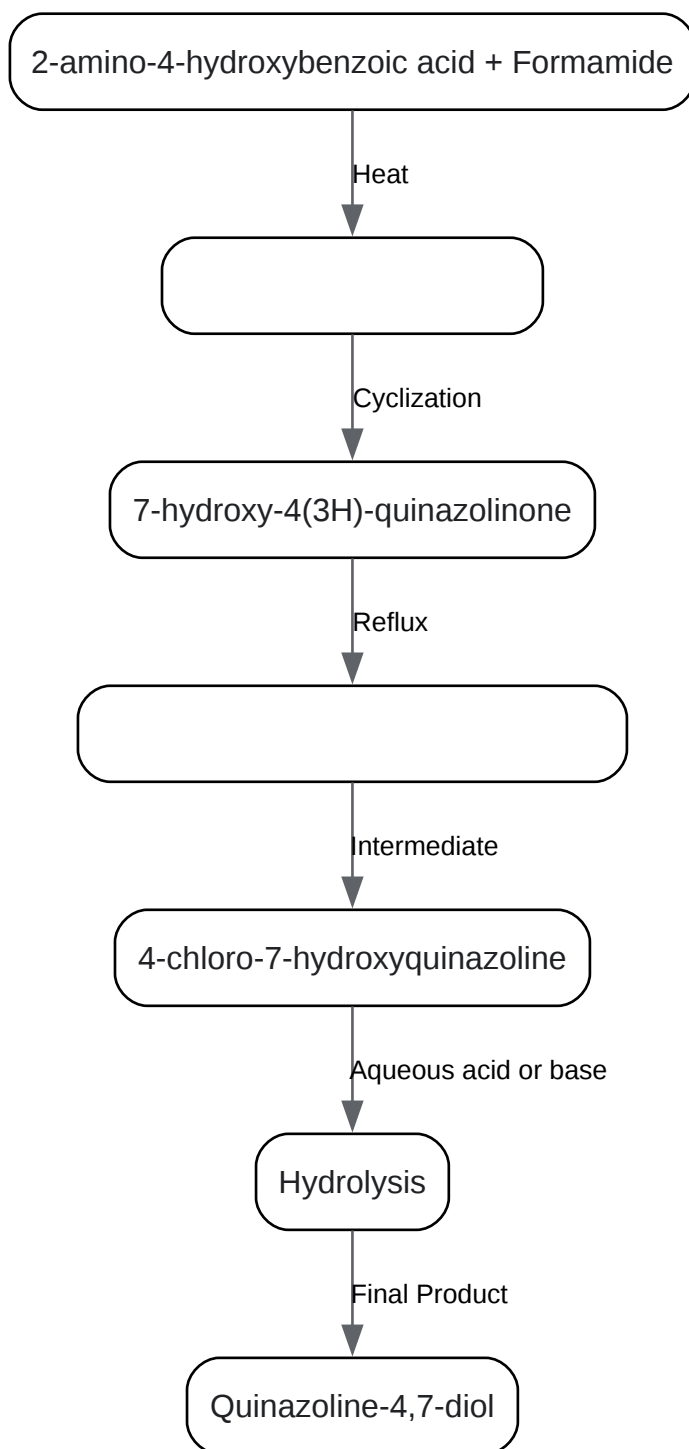 2-amino-4-hydroxybenzoic acid + Formamide
Heat
Cyclization
7-hydroxy-4(3H)-quinazolinone
Reflux
Intermediate
4-chloro-7-hydroxyquinazoline
Aqueous acid or base
Hydrolysis
Final Product
Quinazoline-4,7-diol